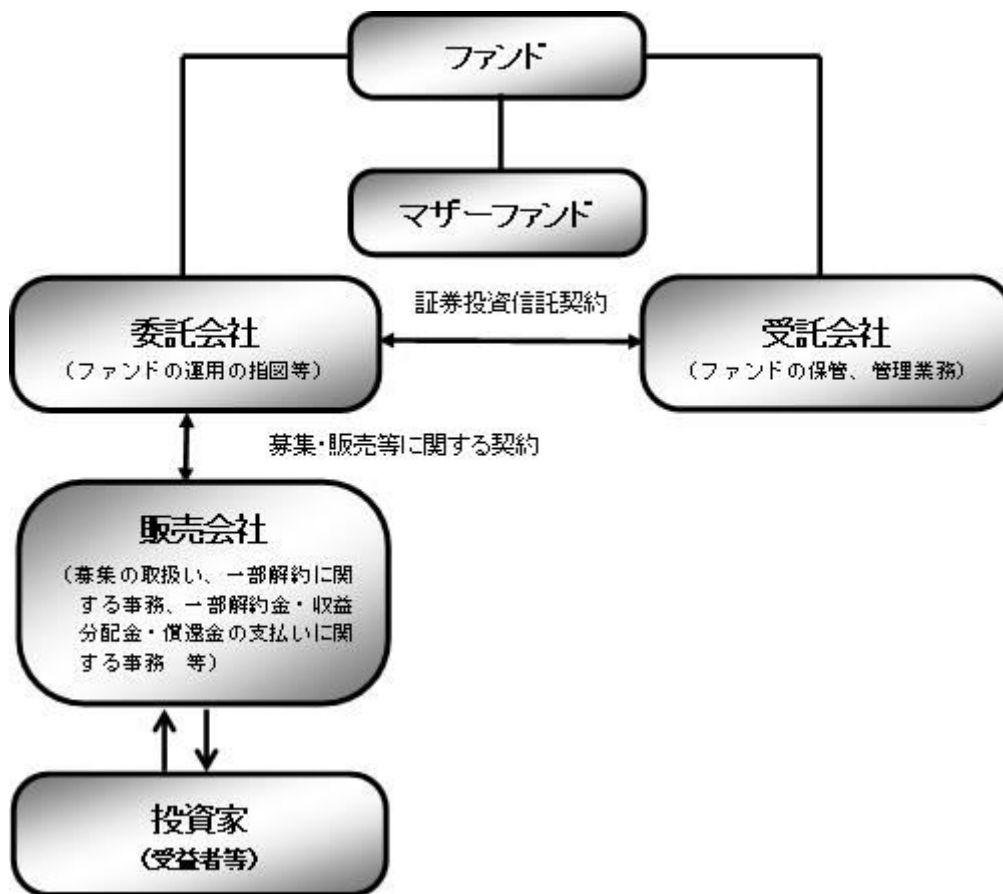 ファンド
マザーファンド
証券投資信託契約
委託会社
(ファンドの運用の指図等)
受託会社
(ファンドの保管、管理業務)
募集・販売等に関する契約
販売会社
(募集の取扱い、一部解約に関
する事務、一部解約金・収益
分配金・償還金の支払いに関
する事務 等)
投資家
(受益者等)